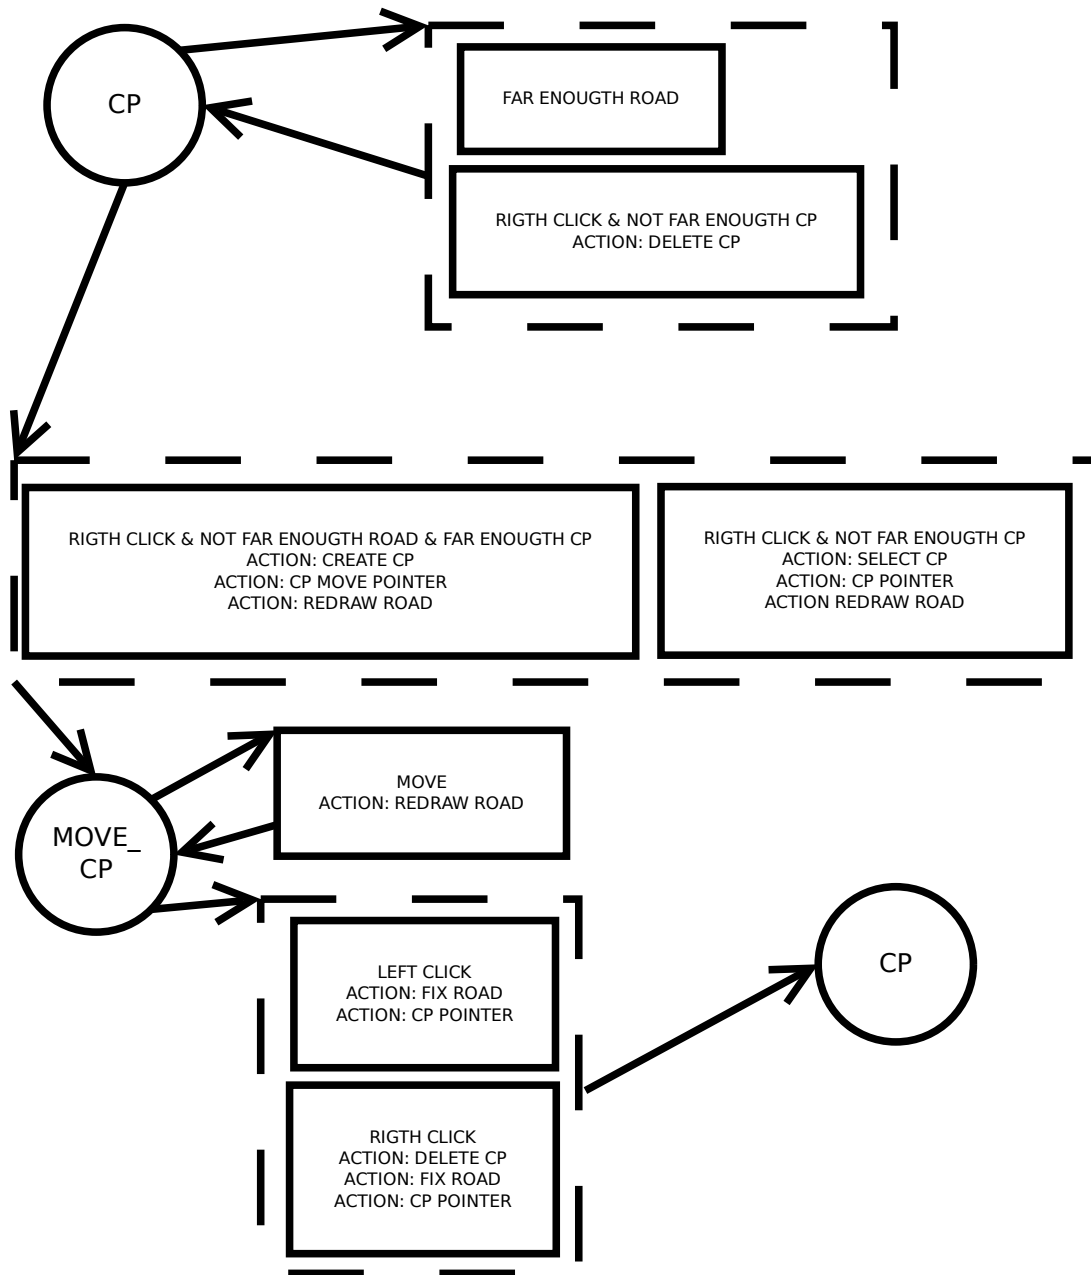 CP
FAR ENOUGTH ROAD
RIGTH CLICK & NOT FAR ENOUGTH CP
ACTION: DELETE CP
RIGTH CLICK & NOT FAR ENOUGTH ROAD & FAR ENOUGTH CP
ACTION: CREATE CP
ACTION: CP MOVE POINTER
ACTION: REDRAW ROAD
RIGTH CLICK & NOT FAR ENOUGTH CP
ACTION: SELECT CP
ACTION: CP POINTER
ACTION REDRAW ROAD
MOVE
ACTION: REDRAW ROAD
MOVE_
CP
LEFT CLICK
ACTION: FIX ROAD
ACTION: CP POINTER
CP
RIGTH CLICK
ACTION: DELETE CP
ACTION: FIX ROAD
ACTION: CP POINTER